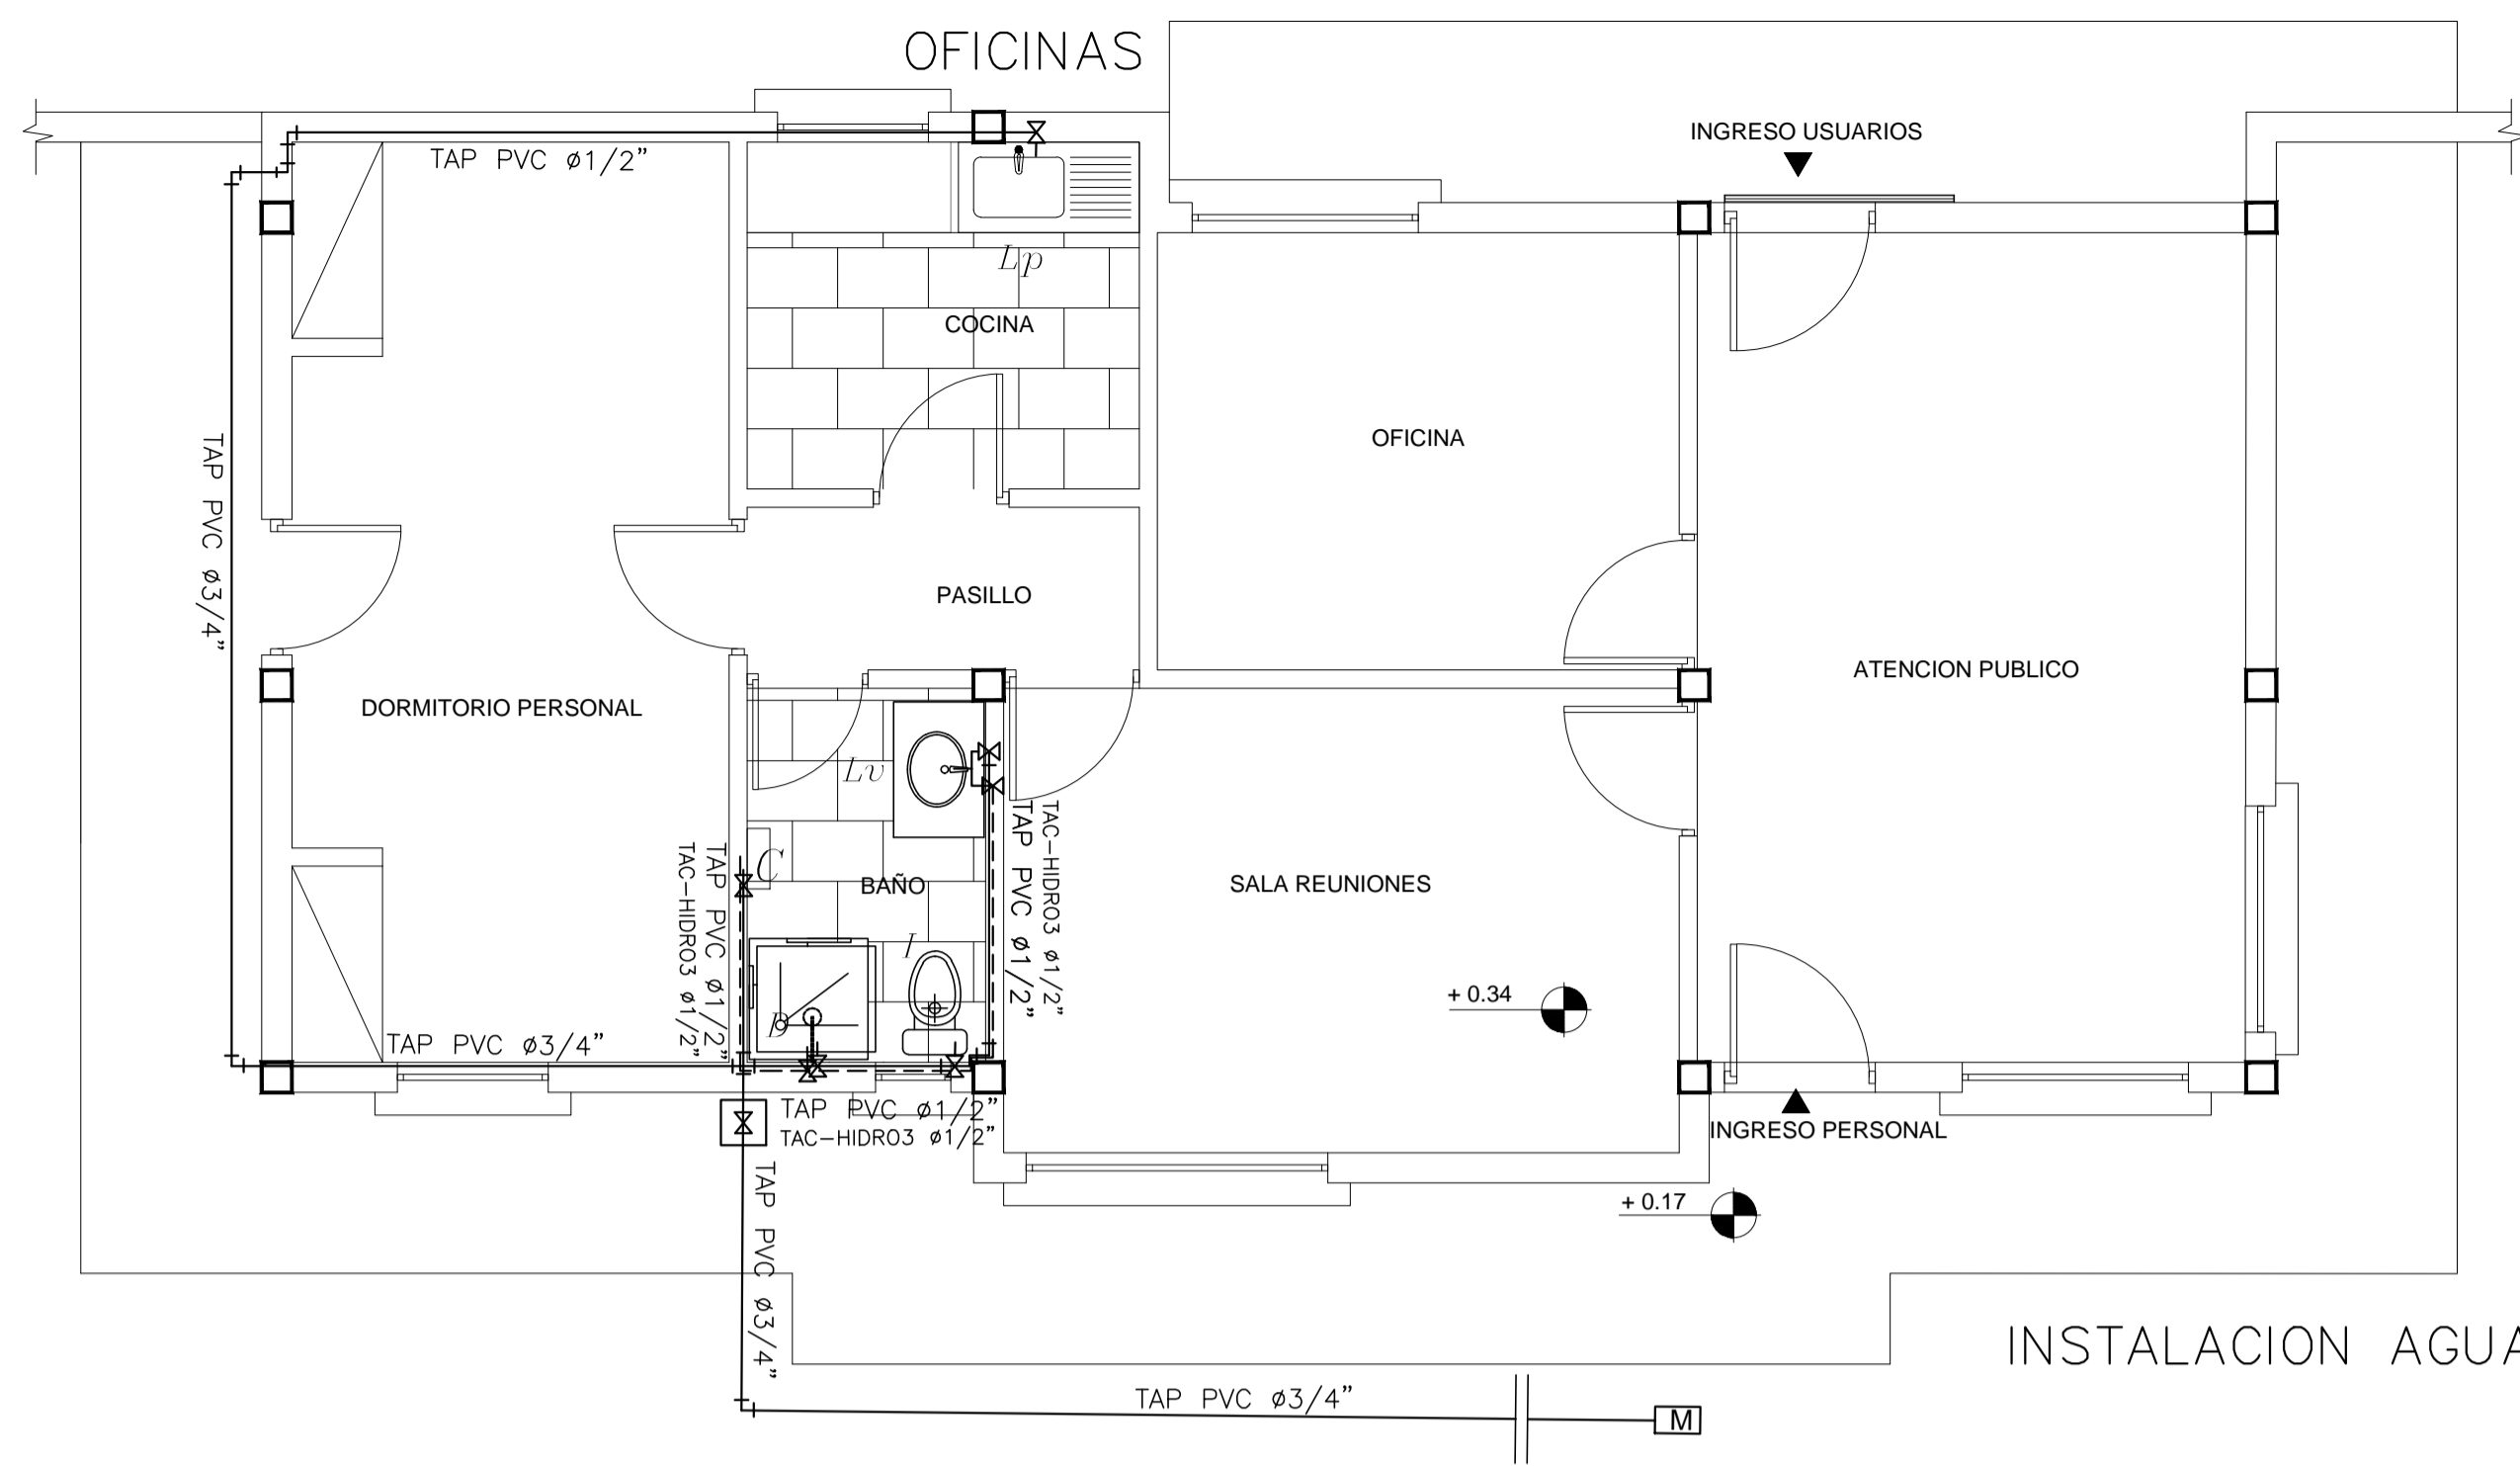 OFICINAS
INGRESO USUARIOS
TAP PVC ø1/2"
Lp
COCINA
OFICINA
TAP PVC ø3/4"
PASILLO
ATENCION PUBLICO
DORMITORIO PERSONAL
Lv
TAC-HIDRO3 ø1/2"
TAP PVC ø1/2"
TAP PVC ø1/2"
TAC-HIDRO3 ø1/2"
C
BAÑO
SALA REUNIONES
I
+ 0.34
D
TAP PVC ø3/4"
TAP PVC ø1/2"
TAC-HIDRO3 ø1/2"
INGRESO PERSONAL
TAP PVC ø3/4"
+ 0.17
INSTALACION AGUA
TAP PVC ø3/4"
M